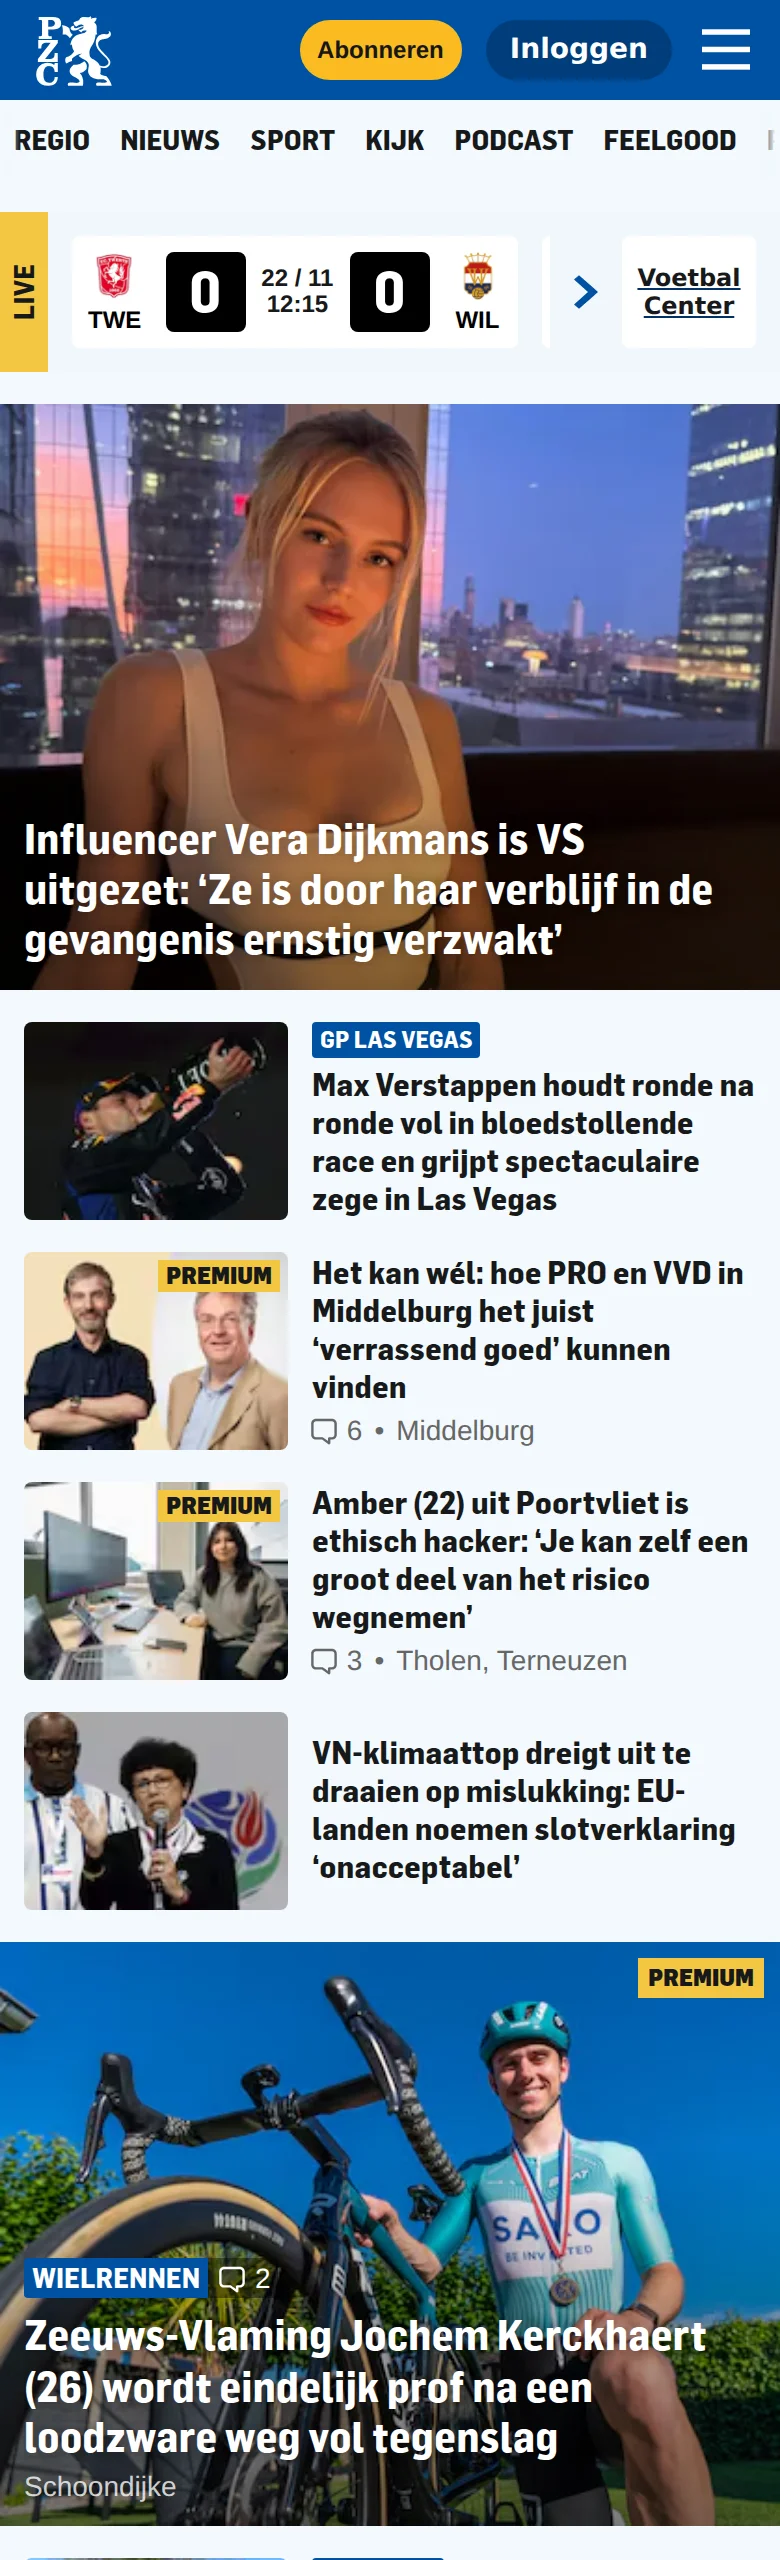 PZC
Abonneren
Inloggen
REGIO NIEUWS SPORT KIJK PODCAST FEELGOOD
LIVE
TWE
0
22 / 11
12:15
0
WIL
Voetbal
Center
Influencer Vera Dijkmans is VS
uitgezet: ‘Ze is door haar verblijf in de
gevangenis ernstig verzwakt’
GP LAS VEGAS
Max Verstappen houdt ronde na
ronde vol in bloedstollende
race en grijpt spectaculaire
zege in Las Vegas
PREMIUM
Het kan wél: hoe PRO en VVD in
Middelburg het juist
‘verrassend goed’ kunnen
vinden
6 • Middelburg
PREMIUM
Amber (22) uit Poortvliet is
ethisch hacker: ‘Je kan zelf een
groot deel van het risico
wegnemen’
3 • Tholen, Terneuzen
VN-klimaattop dreigt uit te
draaien op mislukking: EU-
landen noemen slotverklaring
‘onacceptabel’
PREMIUM
WIELRENNEN 2
Zeeuws-Vlaming Jochem Kerckhaert
(26) wordt eindelijk prof na een
loodzware weg vol tegenslag
Schoondijke